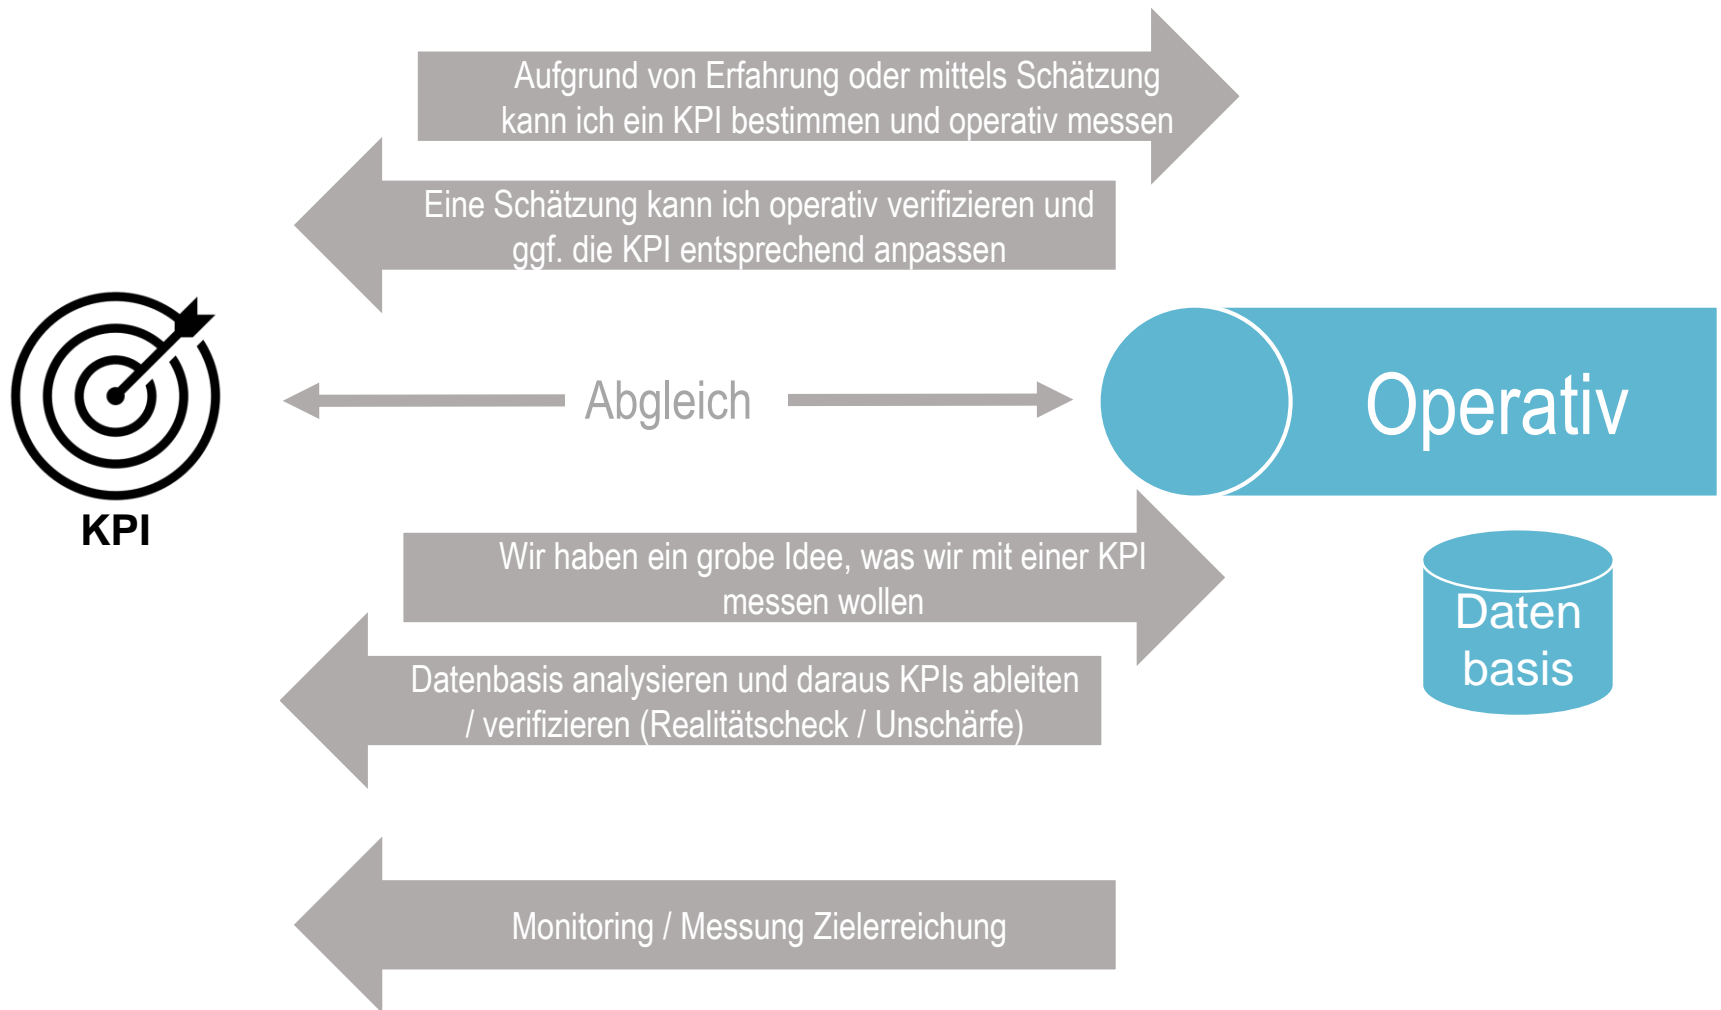 Aufgrund von Erfahrung oder mittels Schätzung
kann ich ein KPI bestimmen und operativ messen
Eine Schätzung kann ich operativ verifizieren und
ggf. die KPI entsprechend anpassen
KPI
Abgleich
Operativ
Wir haben ein grobe Idee, was wir mit einer KPI
messen wollen
Daten
basis
Datenbasis analysieren und daraus KPIs ableiten
/ verifizieren (Realitätscheck / Unschärfe)
Monitoring / Messung Zielerreichung